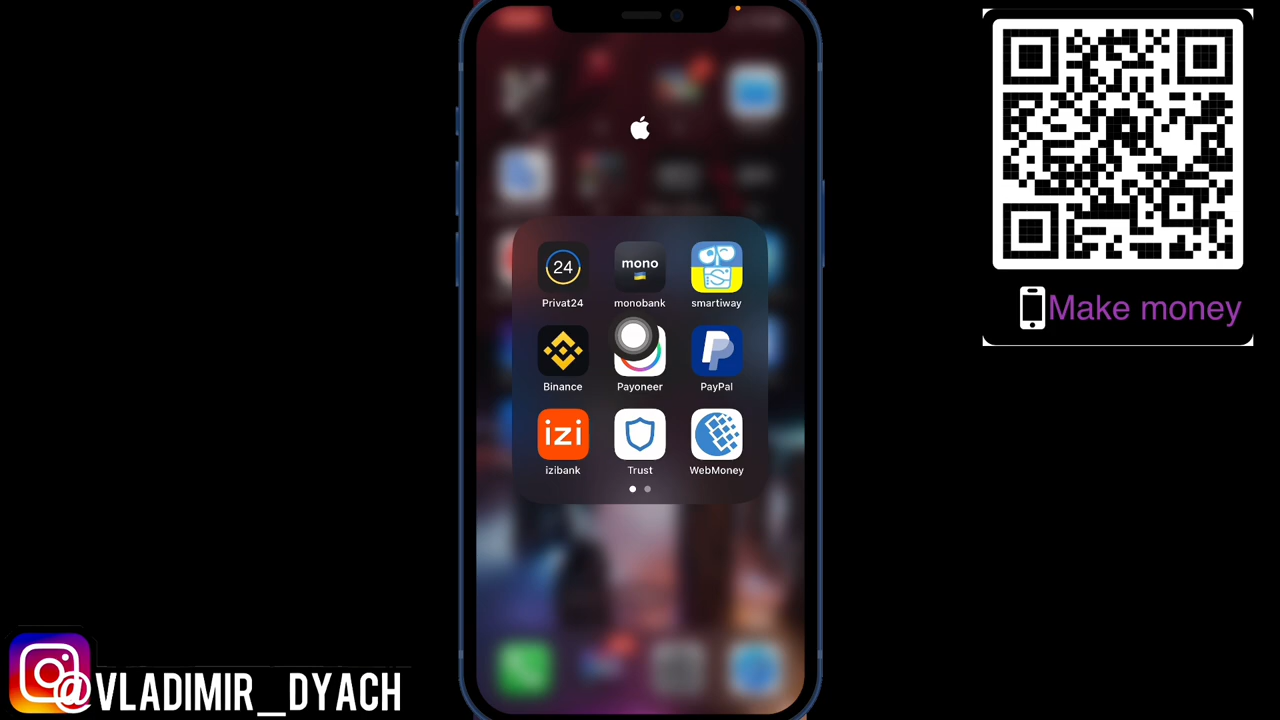 24
mono
Privat24
monobank
smartiway
Binance
Payoneer
PayPal
izi
izibank
Trust
WebMoney
Make money
@VLADIMIR_DYACH